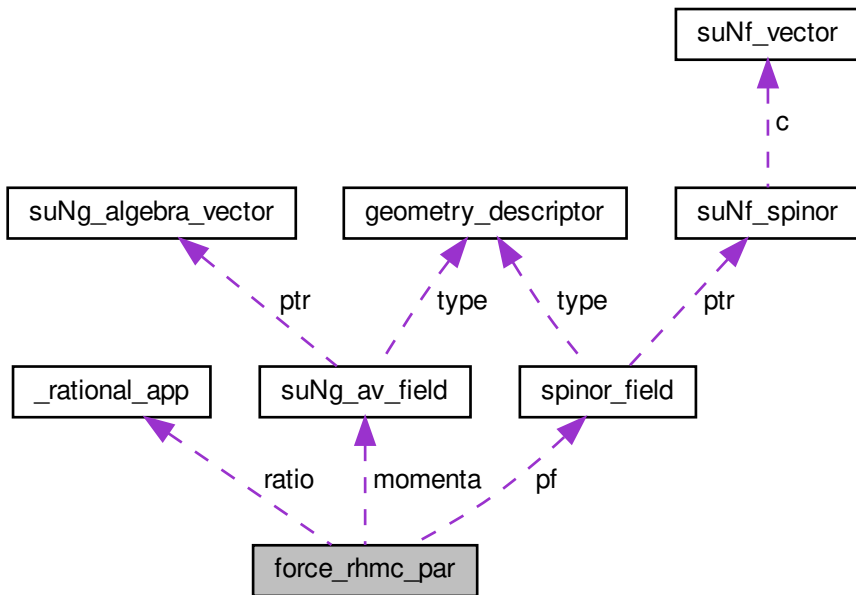 suNf_vector
c
suNg_algebra_vector
geometry_descriptor
suNf_spinor
ptr
type
type
ptr
_rational_app
suNg_av_field
spinor_field
ratio
momenta
pf
force_rhmc_par